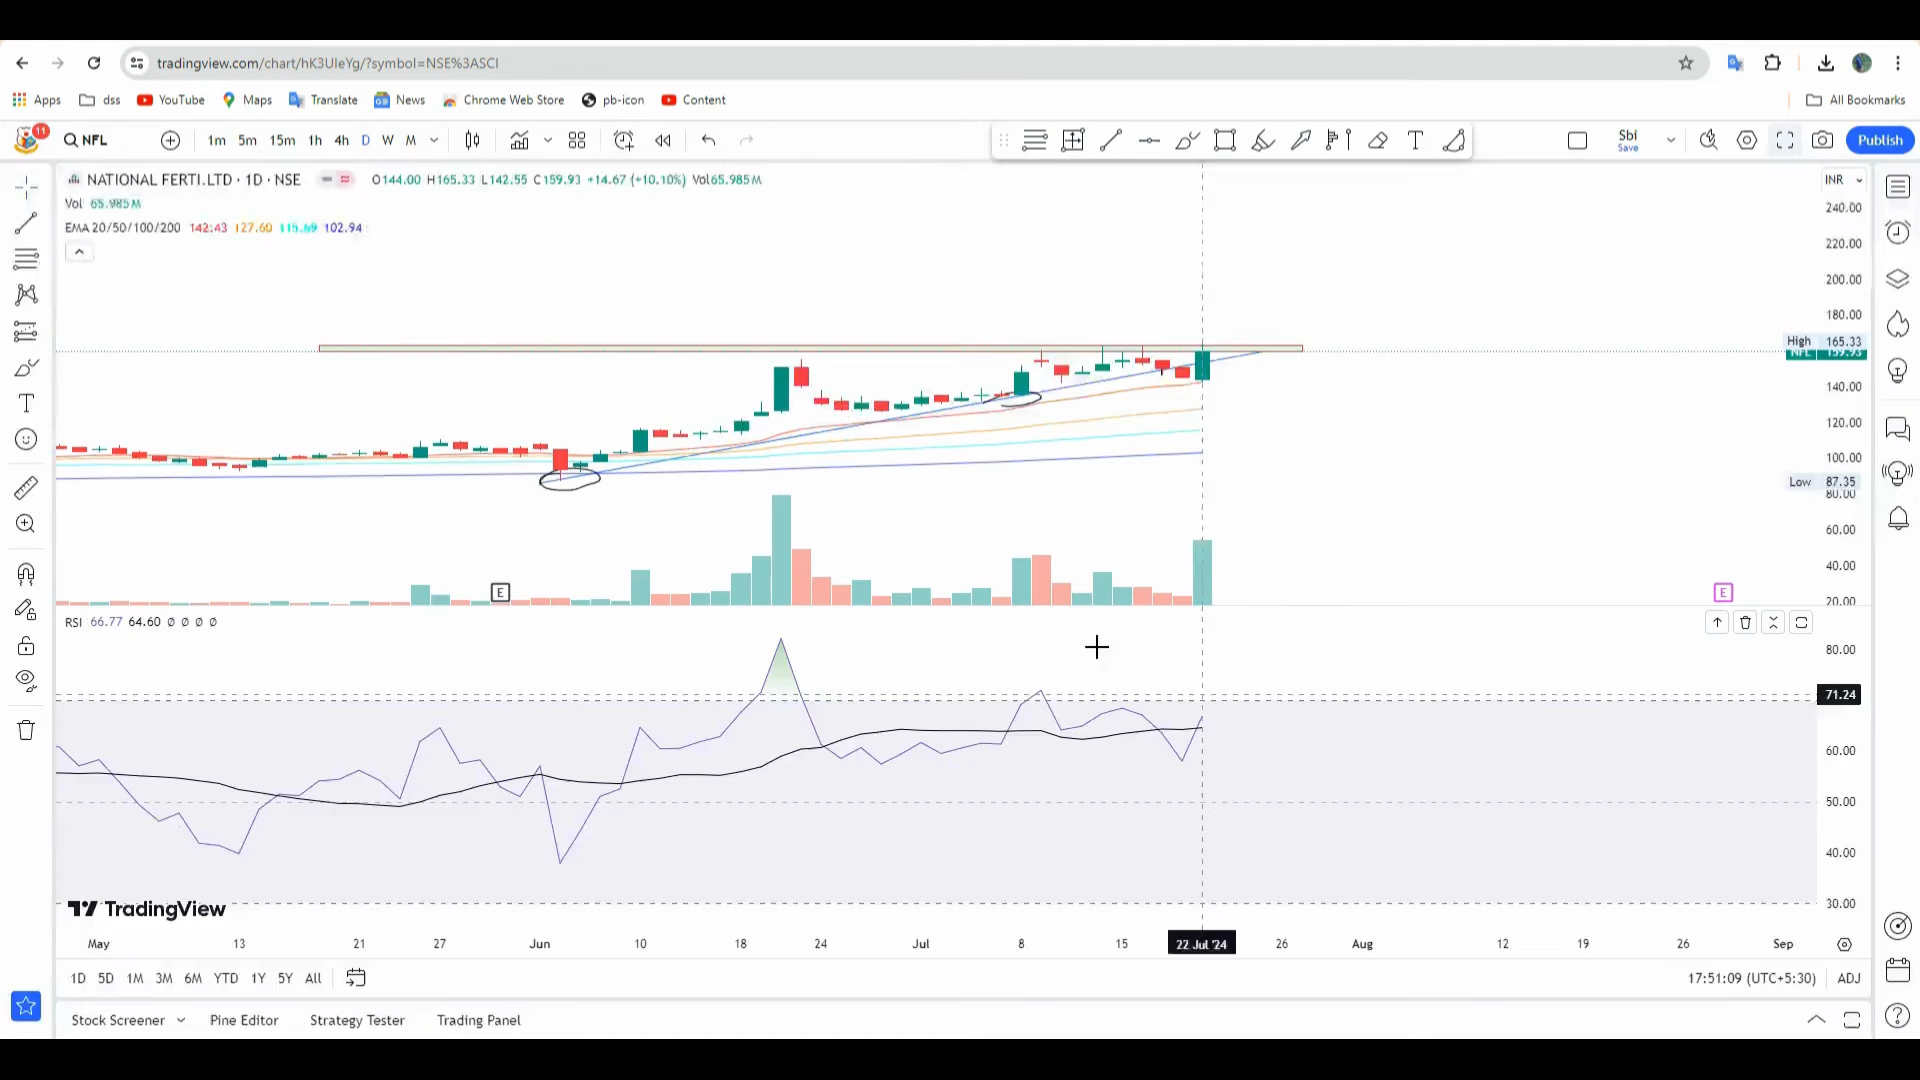 tradingview.com/chart/hK3UleYg/?symbol=NSE%3ASCI
Apps dss YouTube Maps Translate News Chrome Web Store pb-icon Content All Bookmarks
11 NFL 1m 5m 15m 1h 4h D W M Sbi Save Publish
NATIONAL FERTI.LTD · 1D · NSE O144.00 H165.33 L142.55 C159.93 +14.67 (+10.10%) Vol65.985M INR
Vol 65.985M
EMA 20/50/100/200 142.43 127.60 115.69 102.94
240.00
220.00
200.00
180.00
High 165.33
NFL 159.93
140.00
120.00
100.00
Low 87.35
80.00
60.00
40.00
E E
20.00
RSI 66.77 64.60 ∅ ∅ ∅ ∅
80.00
71.24
60.00
50.00
40.00
30.00
TradingView
May 13 21 27 Jun 10 18 24 Jul 8 15 22 Jul '24 26 Aug 12 19 26 Sep
1D 5D 1M 3M 6M YTD 1Y 5Y All 17:51:09 (UTC+5:30) ADJ
Stock Screener Pine Editor Strategy Tester Trading Panel